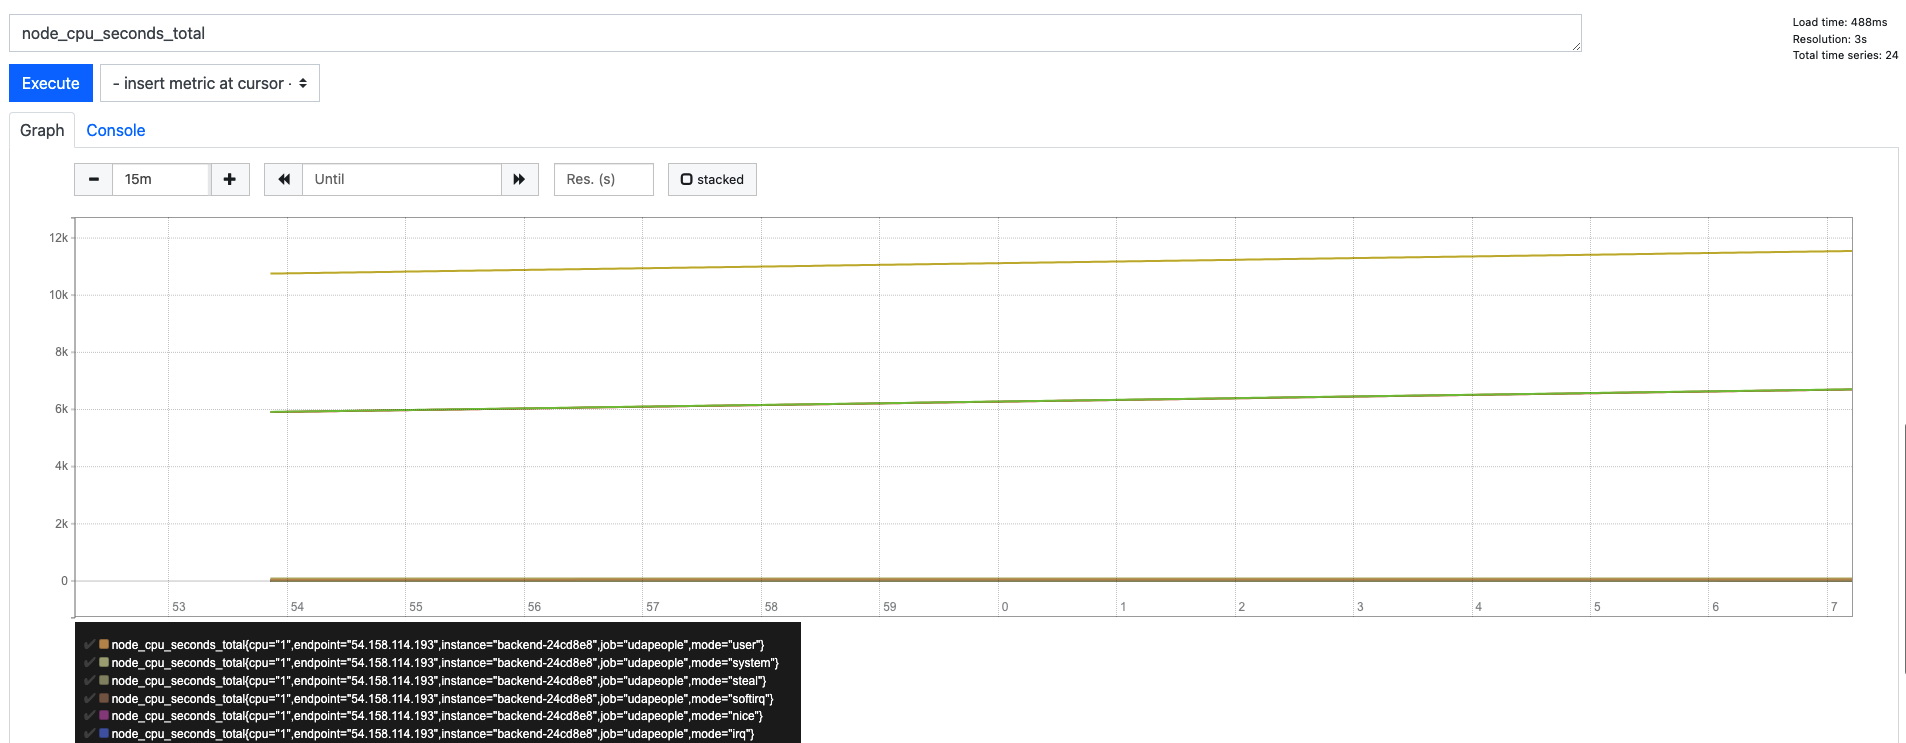 node_cpu_seconds_total
Load time: 488ms
Resolution: 3s
Total time series: 24
Execute
- insert metric at cursor -
Graph Console
15m Until Res. (s) stacked
12k
10k
8k
6k
4k
2k
0
53 54 55 56 57 58 59 0 1 2 3 4 5 6 7
node_cpu_seconds_total{cpu="1",endpoint="54.158.114.193",instance="backend-24cd8e8",job="udapeople",mode="user"}
node_cpu_seconds_total{cpu="1",endpoint="54.158.114.193",instance="backend-24cd8e8",job="udapeople",mode="system"}
node_cpu_seconds_total{cpu="1",endpoint="54.158.114.193",instance="backend-24cd8e8",job="udapeople",mode="steal"}
node_cpu_seconds_total{cpu="1",endpoint="54.158.114.193",instance="backend-24cd8e8",job="udapeople",mode="softirq"}
node_cpu_seconds_total{cpu="1",endpoint="54.158.114.193",instance="backend-24cd8e8",job="udapeople",mode="nice"}
node_cpu_seconds_total{cpu="1",endpoint="54.158.114.193",instance="backend-24cd8e8",job="udapeople",mode="irq"}